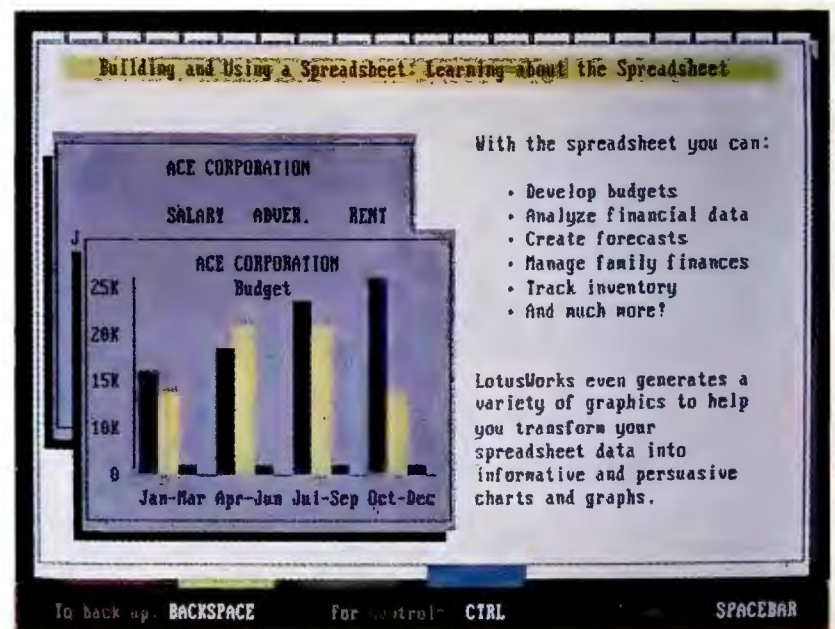 Building and Using a Spreadsheet: Learning about the Spreadsheet
ACE CORPORATION
SALARY ADVER. RENT
J
ACE CORPORATION
Budget
25K
20K
15K
10K
0
Jan-Mar Apr-Jun Jul-Sep Oct-Dec
With the spreadsheet you can:
• Develop budgets
• Analyze financial data
• Create forecasts
• Manage family finances
• Track inventory
• And much more!
LotusWorks even generates a
variety of graphics to help
you transform your
spreadsheet data into
informative and persuasive
charts and graphs.
To back up: BACKSPACE For CTRL SPACEBAR